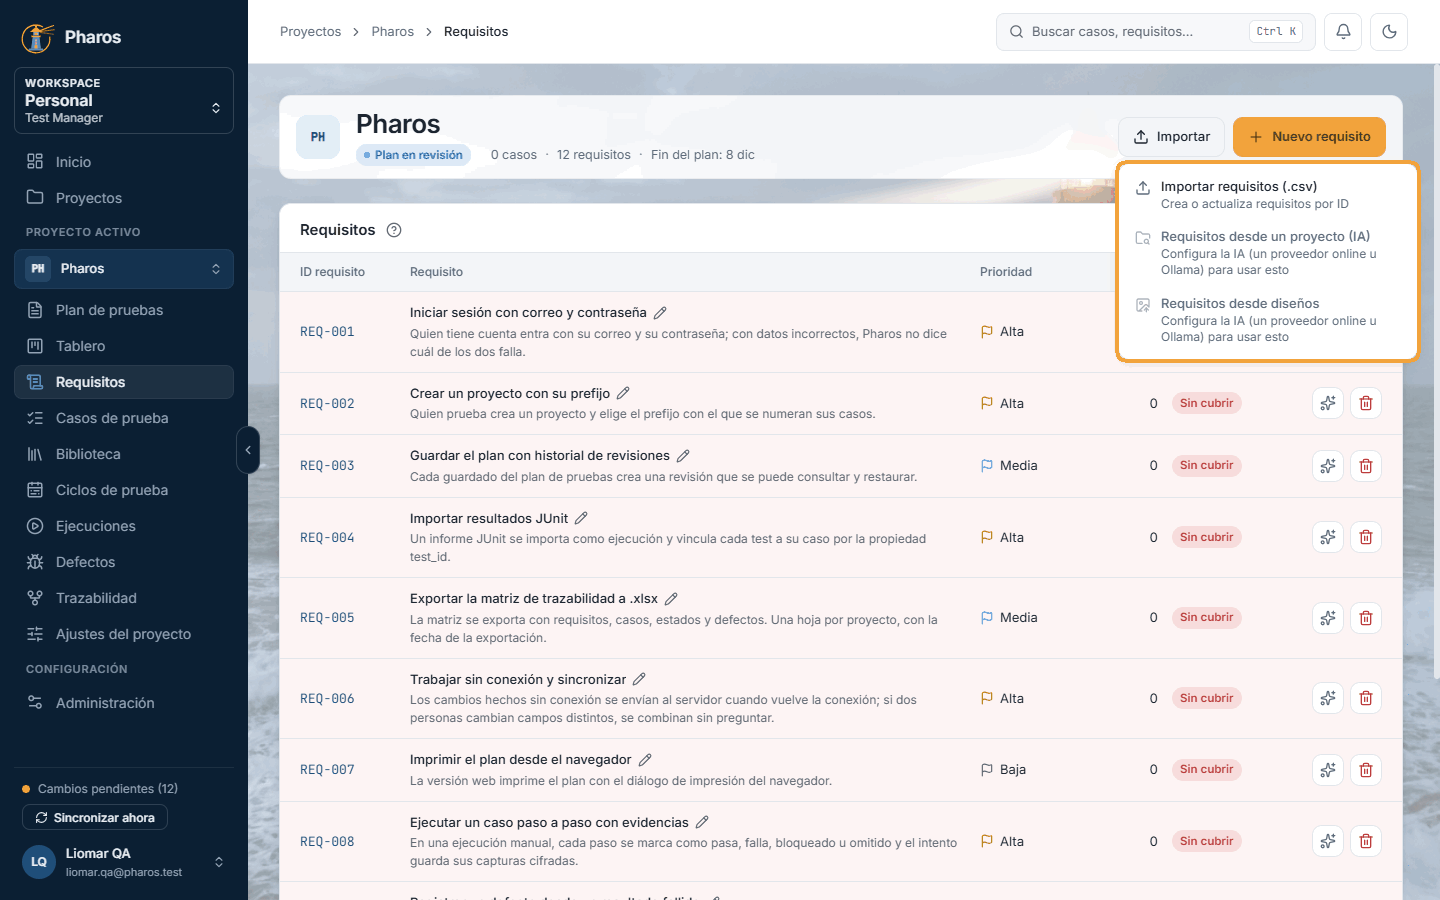 Pharos
WORKSPACE
Personal
Test Manager
Inicio
Proyectos
PROYECTO ACTIVO
PH Pharos
Plan de pruebas
Tablero
Requisitos
Casos de prueba
Biblioteca
Ciclos de prueba
Ejecuciones
Defectos
Trazabilidad
Ajustes del proyecto
CONFIGURACIÓN
Administración
Cambios pendientes (12)
Sincronizar ahora
LQ
Liomar QA
liomar.qa@pharos.test
Proyectos > Pharos > Requisitos
Buscar casos, requisitos... Ctrl K
PH
Pharos
Plan en revisión 0 casos · 12 requisitos · Fin del plan: 8 dic
Importar
Nuevo requisito
Importar requisitos (.csv)
Crea o actualiza requisitos por ID
Requisitos desde un proyecto (IA)
Configura la IA (un proveedor online u
Ollama) para usar esto
Requisitos desde diseños
Configura la IA (un proveedor online u
Ollama) para usar esto
Requisitos
ID requisito Requisito Prioridad
REQ-001
Iniciar sesión con correo y contraseña
Quien tiene cuenta entra con su correo y su contraseña; con datos incorrectos, Pharos no dice
cuál de los dos falla.
Alta
REQ-002
Crear un proyecto con su prefijo
Quien prueba crea un proyecto y elige el prefijo con el que se numeran sus casos.
Alta 0 Sin cubrir
REQ-003
Guardar el plan con historial de revisiones
Cada guardado del plan de pruebas crea una revisión que se puede consultar y restaurar.
Media 0 Sin cubrir
REQ-004
Importar resultados JUnit
Un informe JUnit se importa como ejecución y vincula cada test a su caso por la propiedad
test_id.
Alta 0 Sin cubrir
REQ-005
Exportar la matriz de trazabilidad a .xlsx
La matriz se exporta con requisitos, casos, estados y defectos. Una hoja por proyecto, con la
fecha de la exportación.
Media 0 Sin cubrir
REQ-006
Trabajar sin conexión y sincronizar
Los cambios hechos sin conexión se envían al servidor cuando vuelve la conexión; si dos
personas cambian campos distintos, se combinan sin preguntar.
Alta 0 Sin cubrir
REQ-007
Imprimir el plan desde el navegador
La versión web imprime el plan con el diálogo de impresión del navegador.
Baja 0 Sin cubrir
REQ-008
Ejecutar un caso paso a paso con evidencias
En una ejecución manual, cada paso se marca como pasa, falla, bloqueado u omitido y el intento
guarda sus capturas cifradas.
Alta 0 Sin cubrir